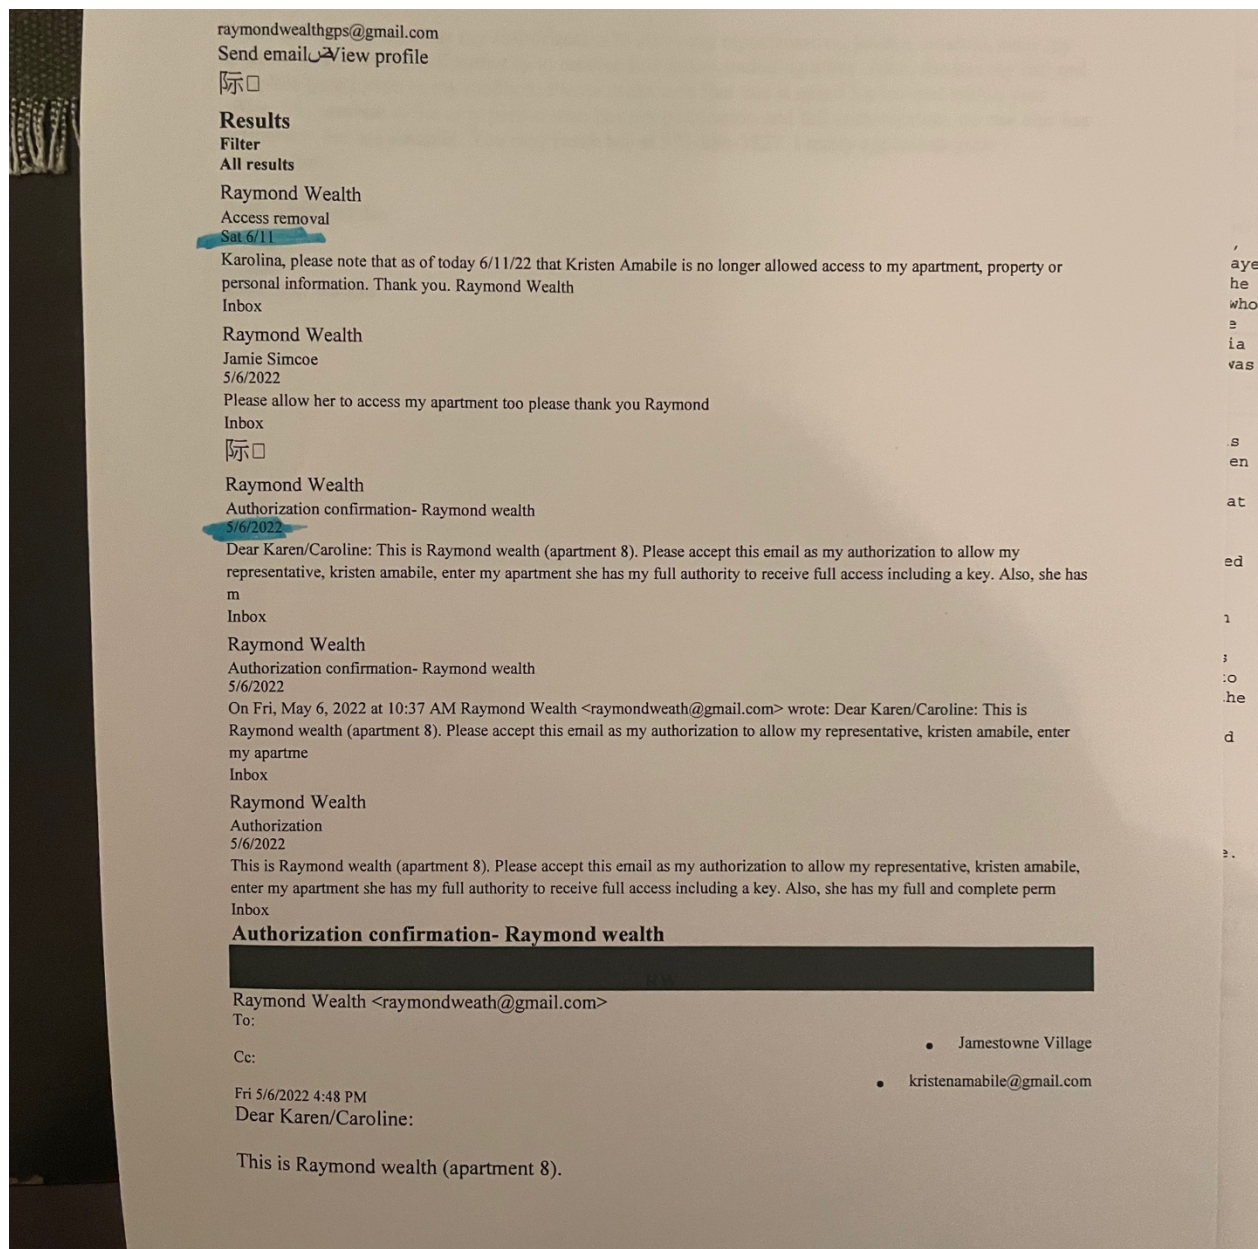 raymondwealthgps@gmail.com
Send email View profile
际□
Results
Filter
All results
Raymond Wealth
Access removal
Sat 6/11
Karolina, please note that as of today 6/11/22 that Kristen Amabile is no longer allowed access to my apartment, property or
personal information. Thank you. Raymond Wealth
Inbox
Raymond Wealth
Jamie Simcoe
5/6/2022
Please allow her to access my apartment too please thank you Raymond
Inbox
际□
Raymond Wealth
Authorization confirmation- Raymond wealth
5/6/2022
Dear Karen/Caroline: This is Raymond wealth (apartment 8). Please accept this email as my authorization to allow my
representative, kristen amabile, enter my apartment she has my full authority to receive full access including a key. Also, she has
m
Inbox
Raymond Wealth
Authorization confirmation- Raymond wealth
5/6/2022
On Fri, May 6, 2022 at 10:37 AM Raymond Wealth <raymondweath@gmail.com> wrote: Dear Karen/Caroline: This is
Raymond wealth (apartment 8). Please accept this email as my authorization to allow my representative, kristen amabile, enter
my apartme
Inbox
Raymond Wealth
Authorization
5/6/2022
This is Raymond wealth (apartment 8). Please accept this email as my authorization to allow my representative, kristen amabile,
enter my apartment she has my full authority to receive full access including a key. Also, she has my full and complete perm
Inbox
Authorization confirmation- Raymond wealth
Raymond Wealth <raymondweath@gmail.com>
To:
• Jamestowne Village
Cc:
• kristenamabile@gmail.com
Fri 5/6/2022 4:48 PM
Dear Karen/Caroline:
This is Raymond wealth (apartment 8).
aye
he
who
ia
was
s
en
at
ed
he
d